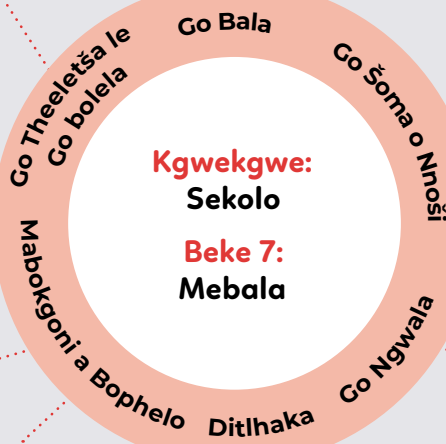 Go Theeletša le
Go bolela
Go Bala
Go Šoma o Nnoši
Kgwekgwe:
Sekolo
Beke 7:
Mebala
Go Ngwala
Ditlhaka
Mabokgoni a Bophelo